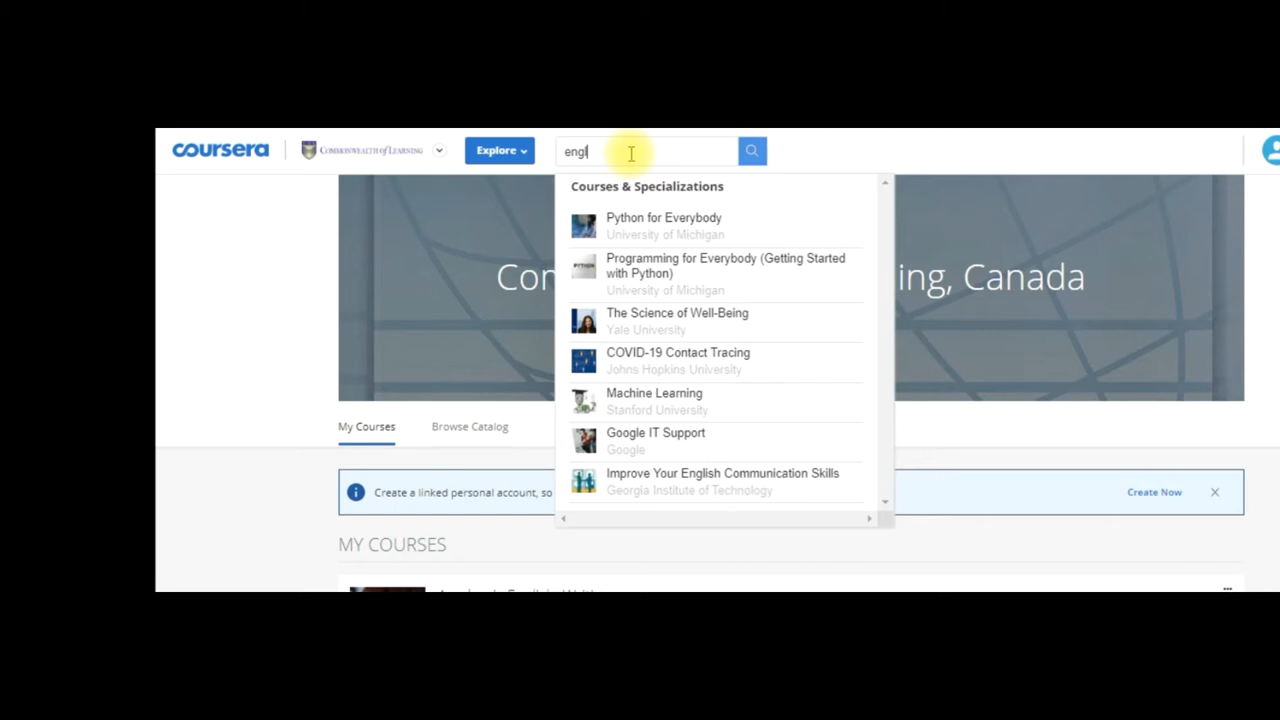 coursera
COMMONWEALTH of LEARNING
Explore
engl
Courses & Specializations
Python for Everybody
University of Michigan
Programming for Everybody (Getting Started
with Python)
University of Michigan
The Science of Well-Being
Yale University
COVID-19 Contact Tracing
Johns Hopkins University
Machine Learning
Stanford University
Google IT Support
Google
Improve Your English Communication Skills
Georgia Institute of Technology
Con ing, Canada
My Courses Browse Catalog
Create a linked personal account, so Create Now
MY COURSES